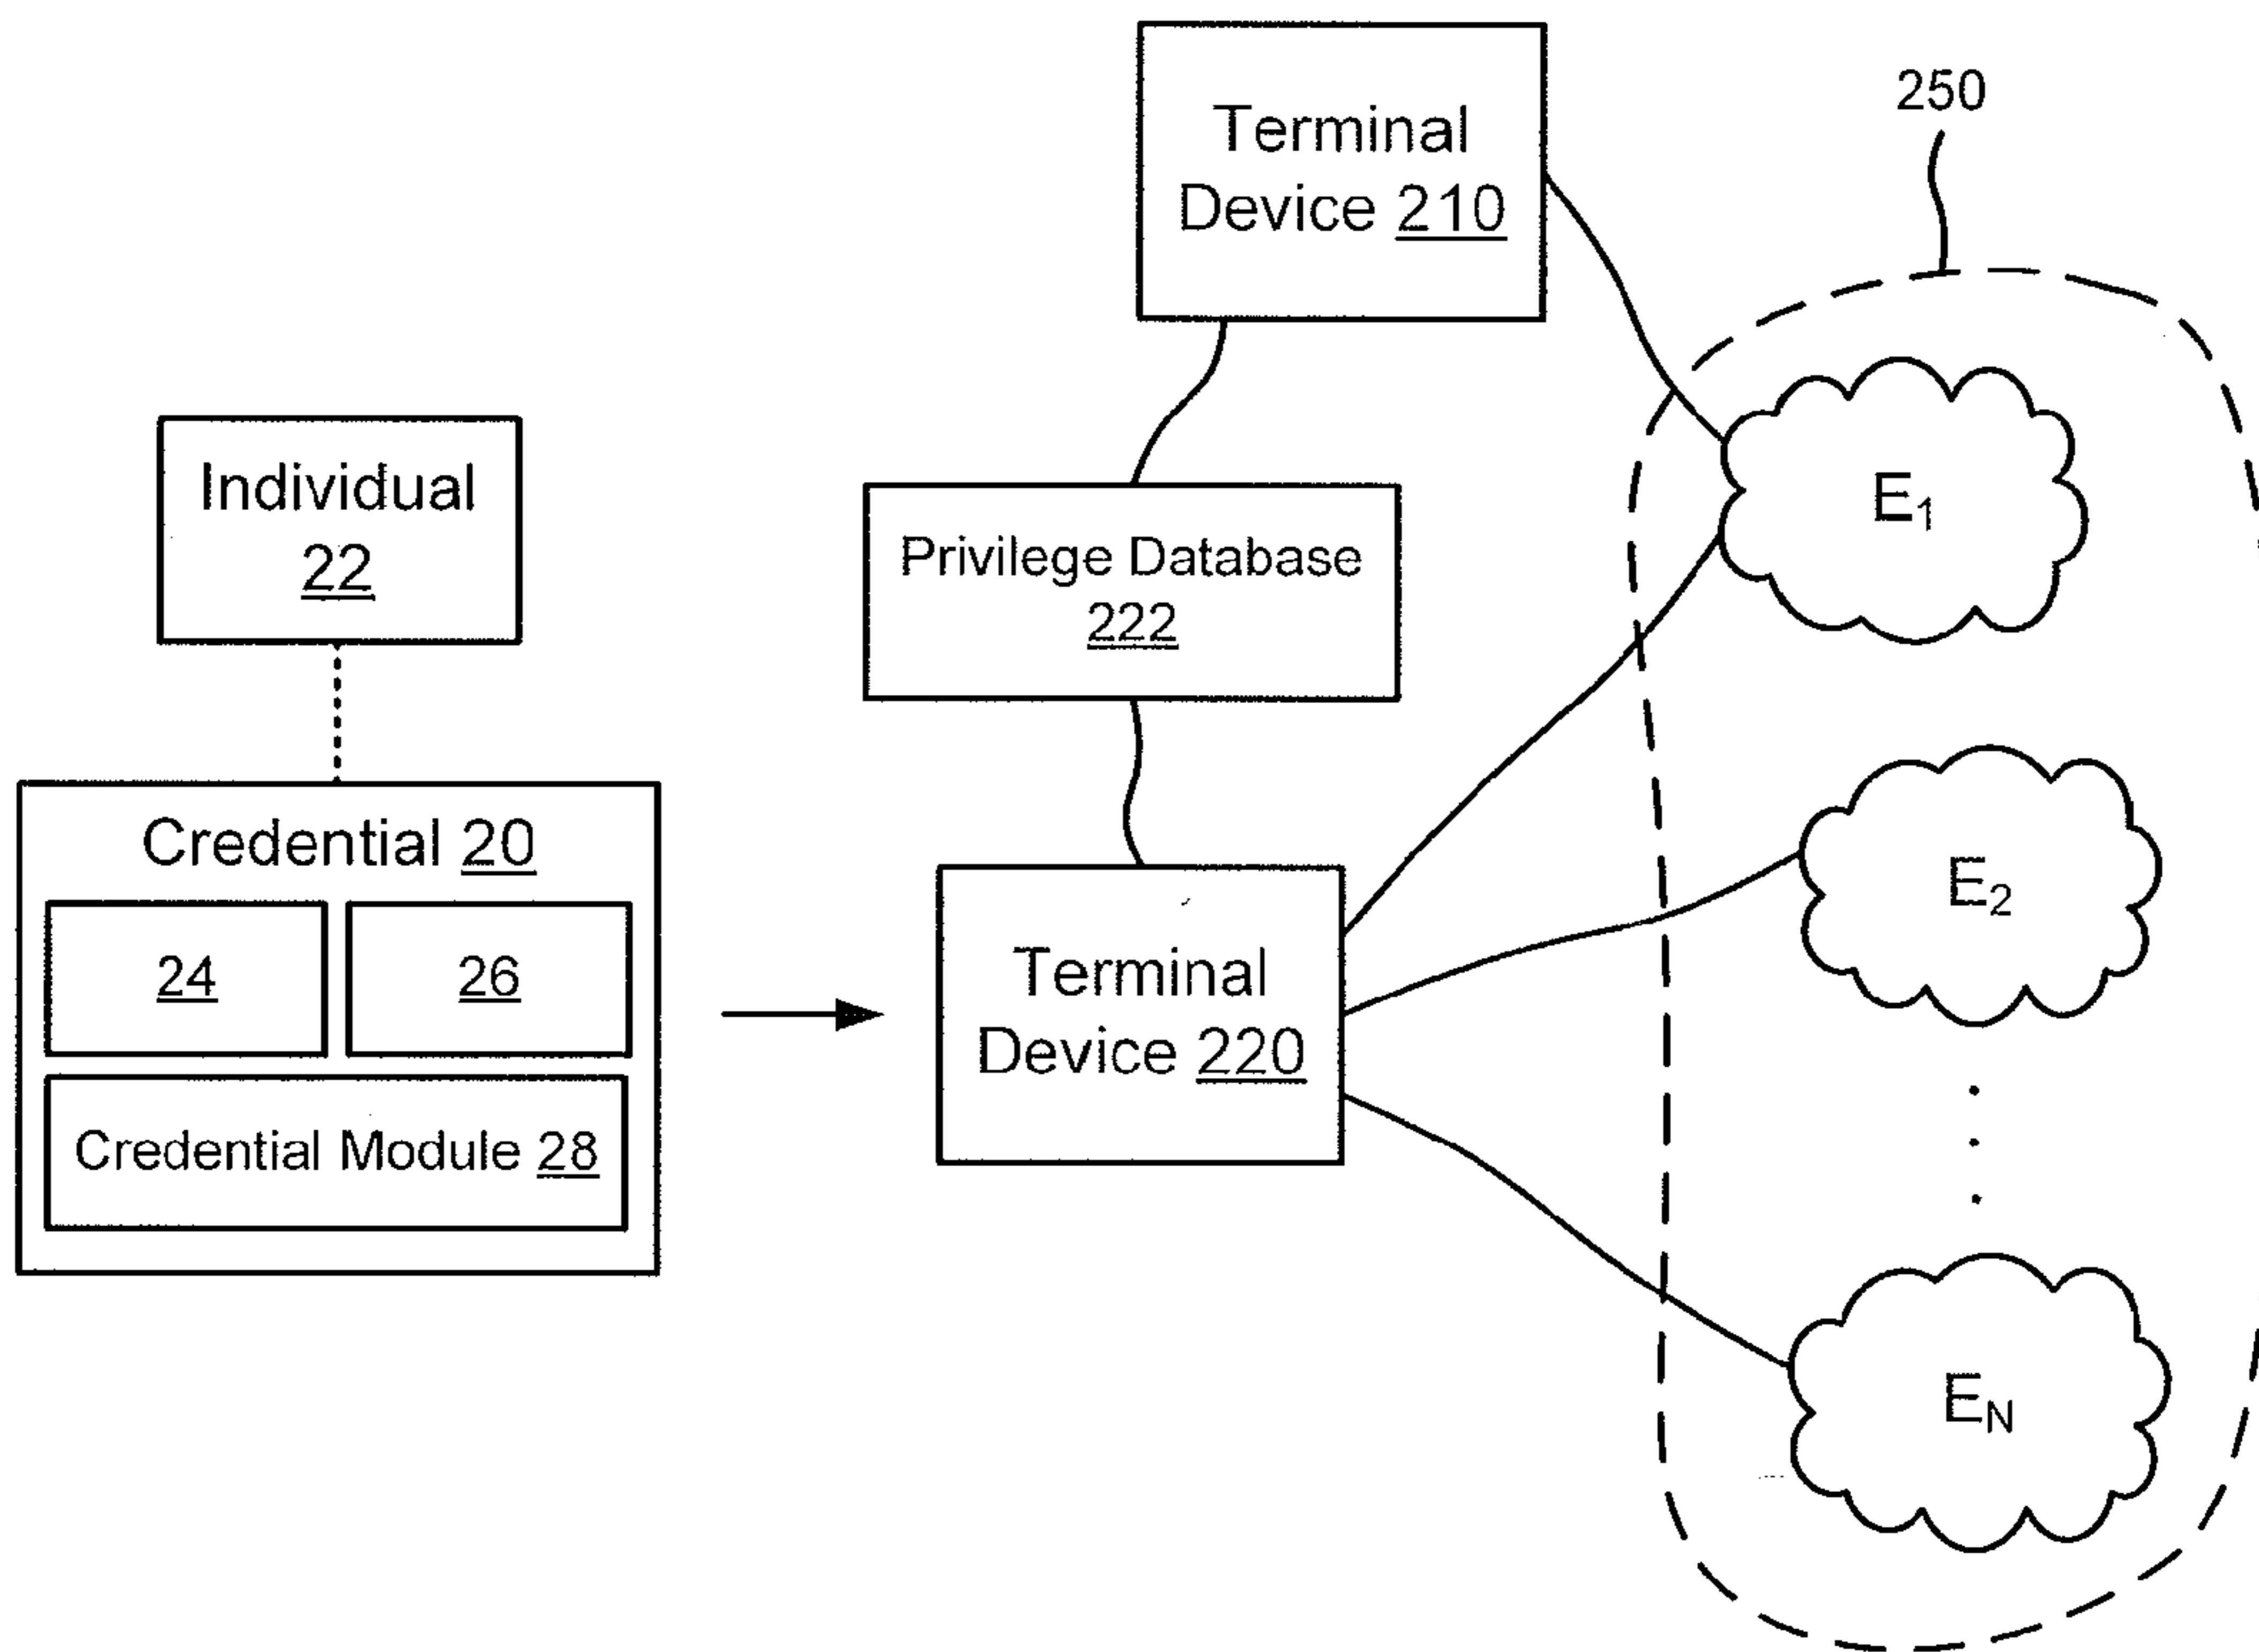 Terminal
Device 210
250
Individual
22
Privilege Database
222
E1
Credential 20
24
26
Credential Module 28
Terminal
Device 220
E2
EN